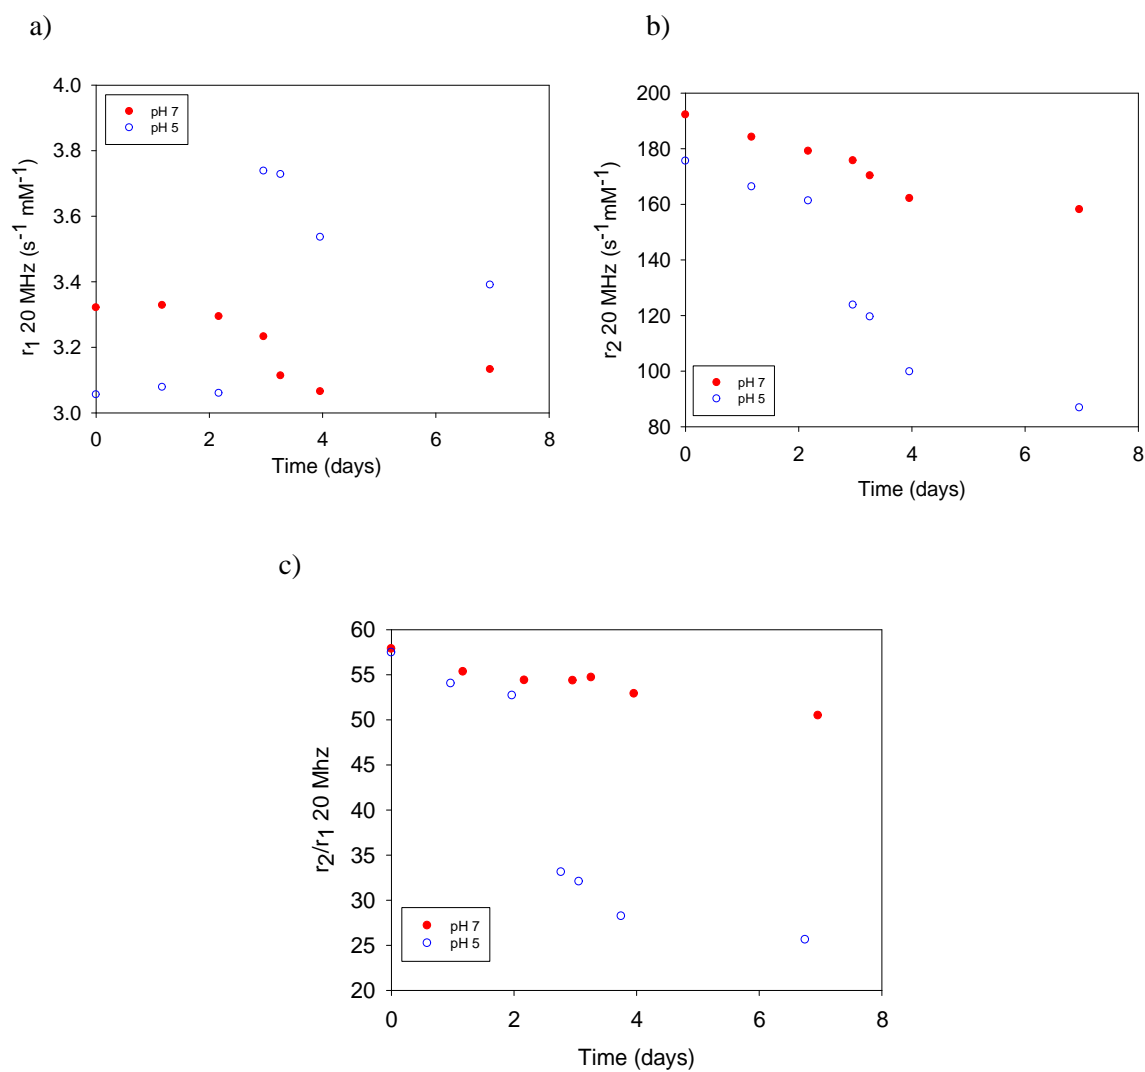 a)
4.0
3.8
3.6
3.4
3.2
3.0
r1 20 MHz (s-1 mM-1)
pH 7
pH 5
0 2 4 6 8
Time (days)
b)
200
180
160
140
120
100
80
r2 20 MHz (s-1mM-1)
pH 7
pH 5
0 2 4 6 8
Time (days)
c)
60
55
50
45
40
35
30
25
20
r2/r1 20 Mhz
pH 7
pH 5
0 2 4 6 8
Time (days)